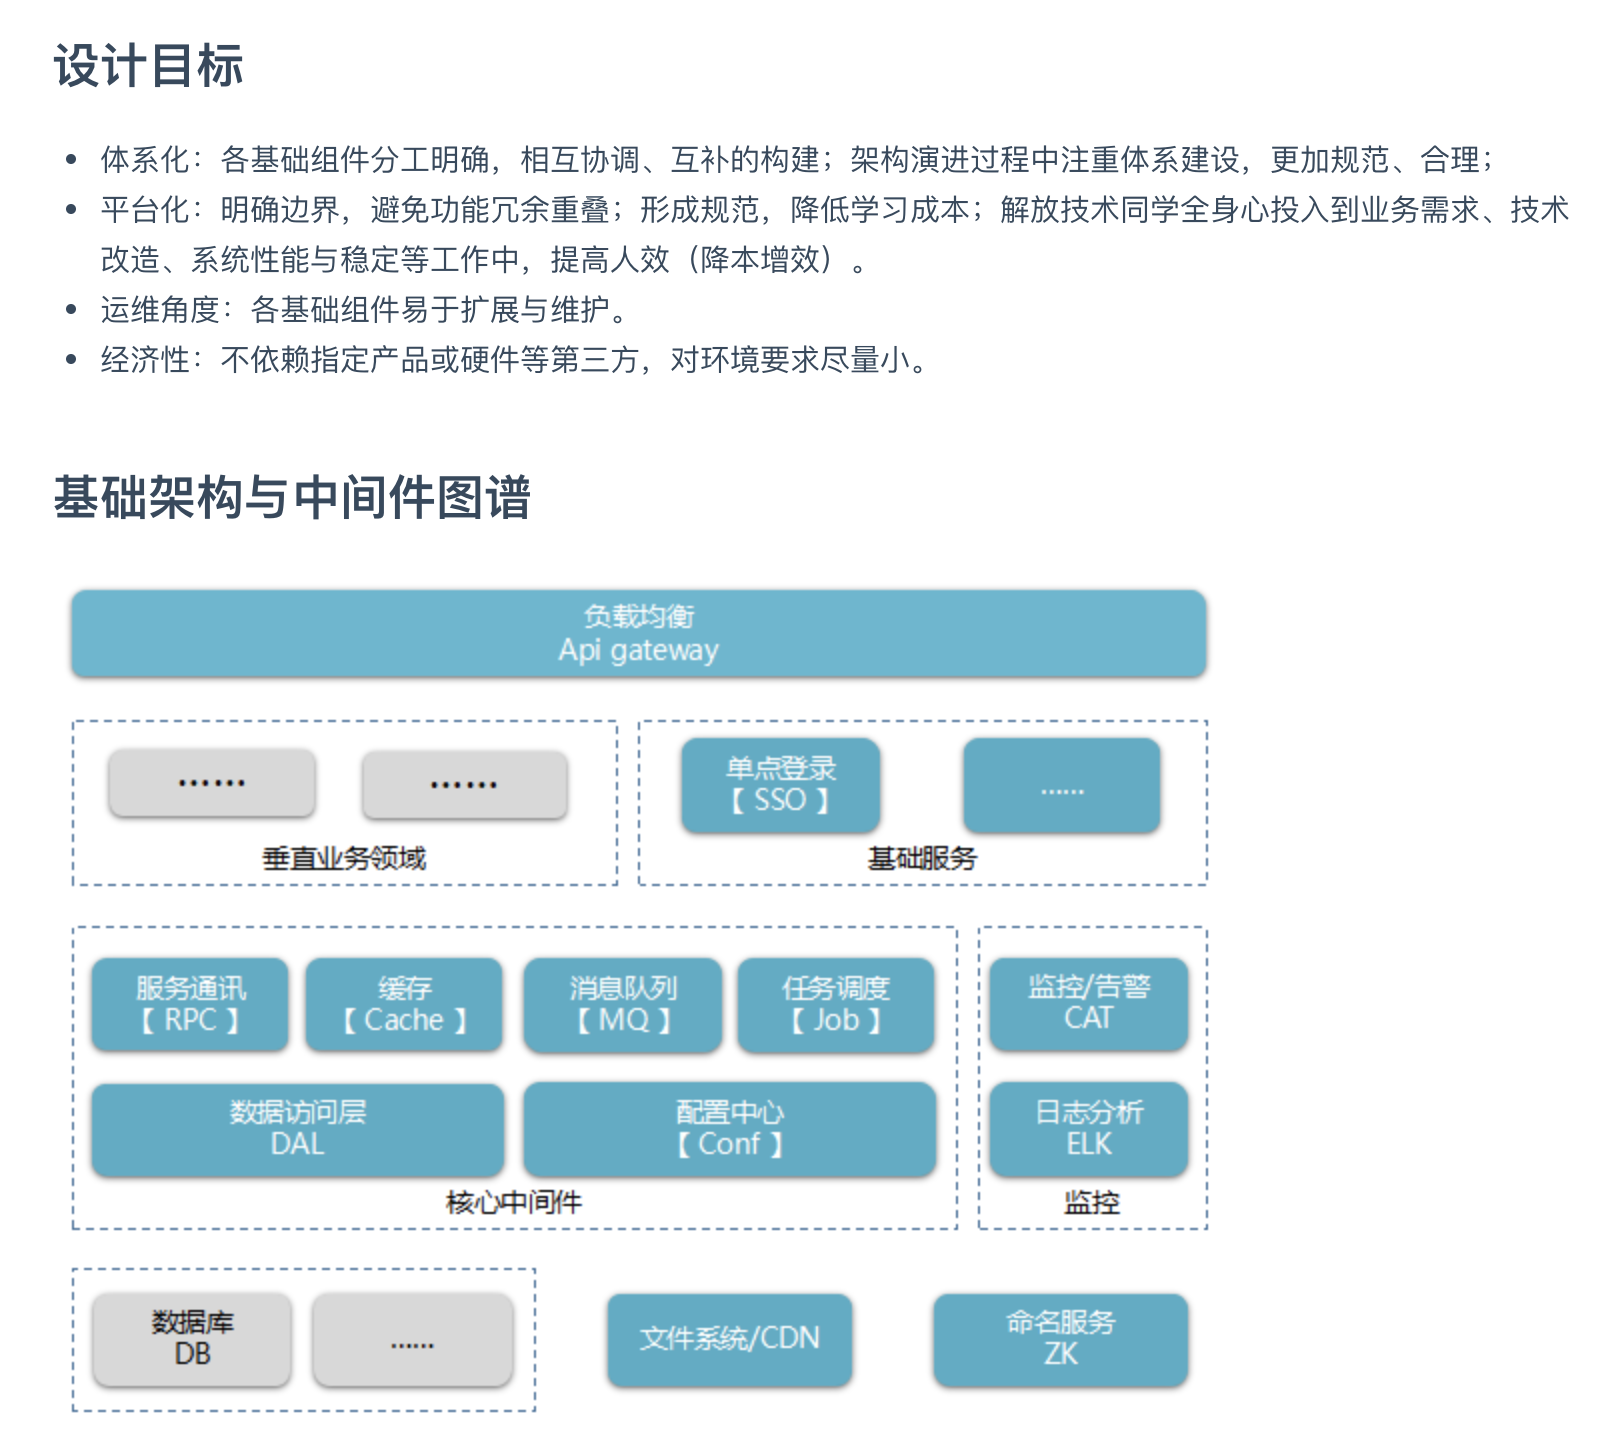 设计目标
体系化：各基础组件分工明确，相互协调、互补的构建；架构演进过程中注重体系建设，更加规范、合理；
平台化：明确边界，避免功能冗余重叠；形成规范，降低学习成本；解放技术同学全身心投入到业务需求、技术
改造、系统性能与稳定等工作中，提高人效（降本增效）。
运维角度：各基础组件易于扩展与维护。
经济性：不依赖指定产品或硬件等第三方，对环境要求尽量小。
基础架构与中间件图谱
负载均衡
Api gateway
……
……
垂直业务领域
单点登录
【 SSO 】
……
基础服务
服务通讯
【 RPC 】
缓存
【 Cache 】
消息队列
【 MQ 】
任务调度
【 Job 】
数据访问层
DAL
配置中心
【 Conf 】
核心中间件
监控/告警
CAT
日志分析
ELK
监控
数据库
DB
……
文件系统/CDN
命名服务
ZK